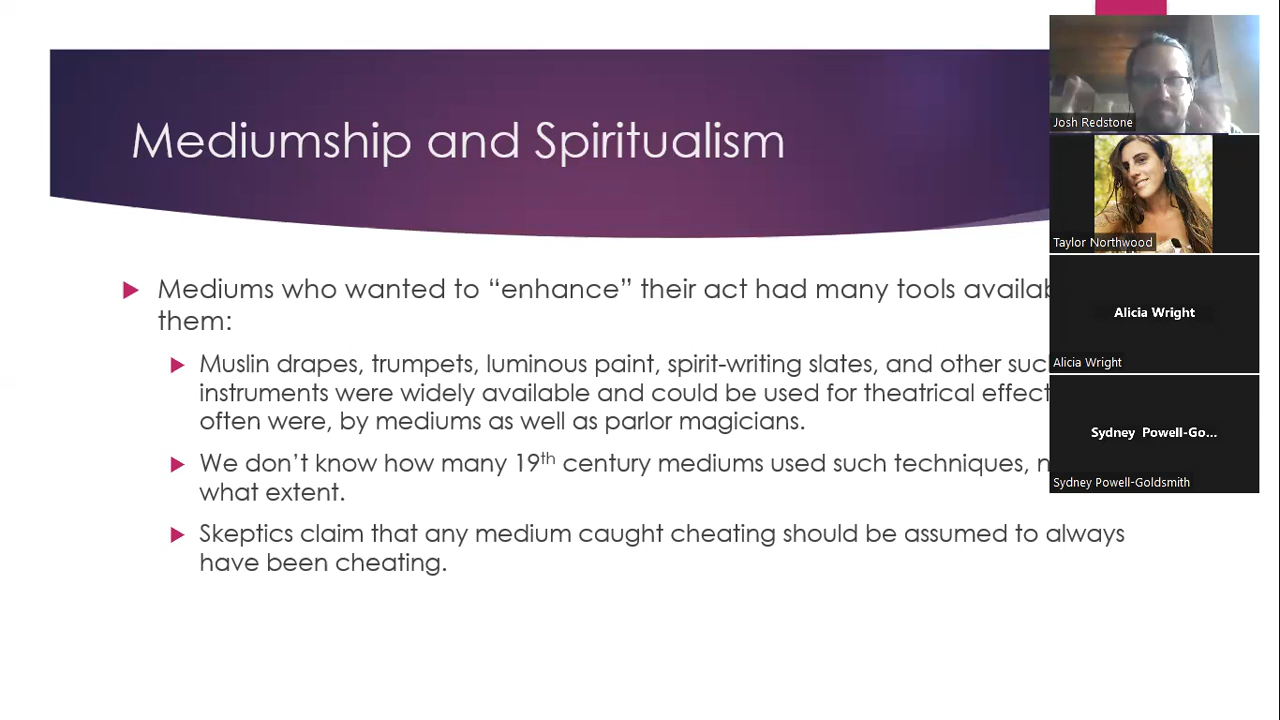 Mediumship and Spiritualism
Mediums who wanted to “enhance” their act had many tools
them:
Muslin drapes, trumpets, luminous paint, spirit-writing slates, and other
instruments were widely available and could be used for theatrical
often were, by mediums as well as parlor magicians.
We don’t know how many 19th century mediums used such techniques,
what extent.
Skeptics claim that any medium caught cheating should be assumed to always
have been cheating.
Josh Redstone
Taylor Northwood
Alicia Wright
Alicia Wright
Sydney Powell-Go...
Sydney Powell-Goldsmith